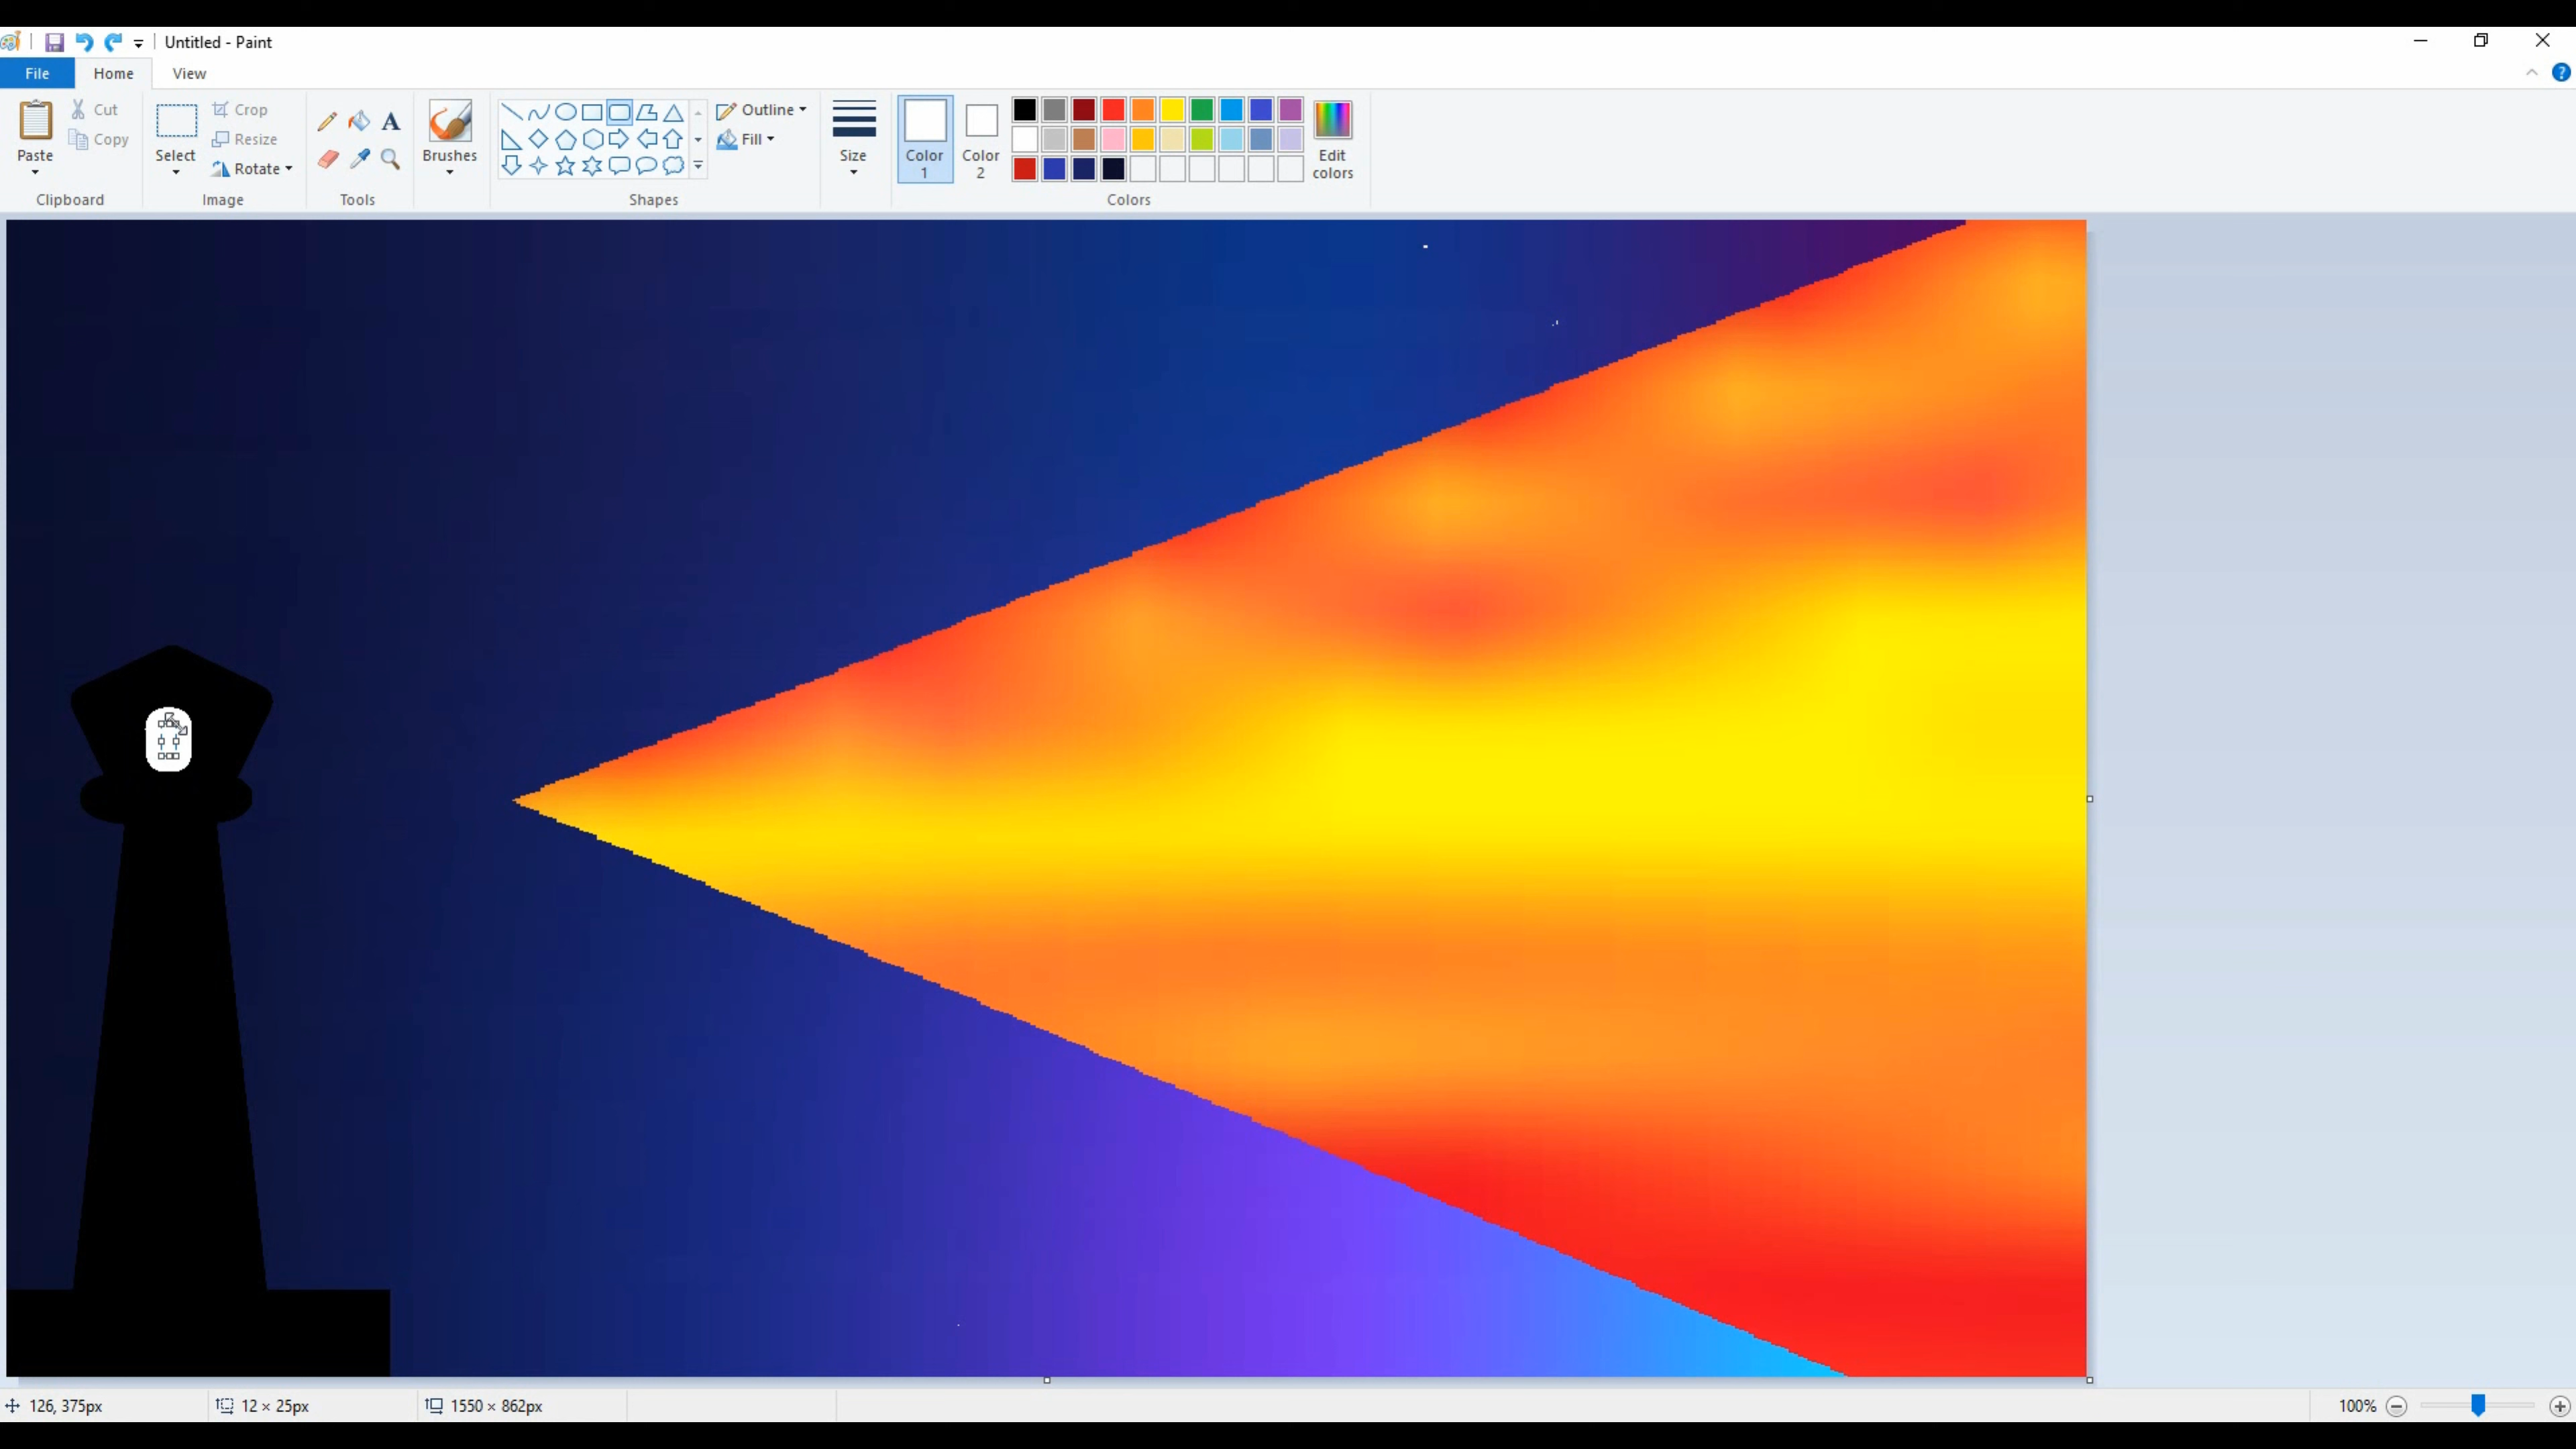 Untitled - Paint
File Home View
Paste Cut Copy Clipboard
Select Crop Resize Rotate Image
A Tools
Brushes
Shapes Outline Fill
Size
Color 1 Color 2 Edit colors Colors
126, 375px 12 × 25px 1550 × 862px 100%